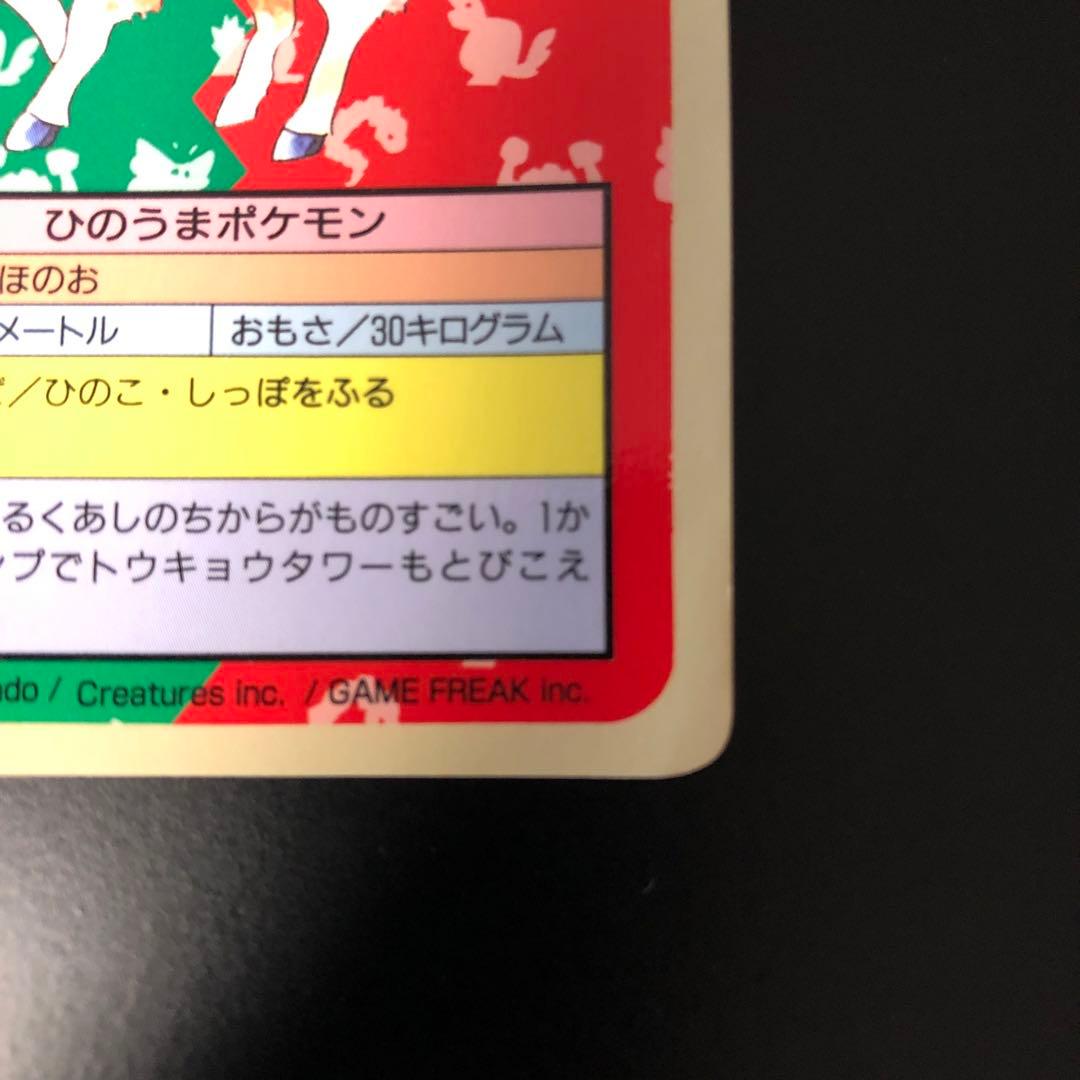 ひのうまポケモン
ほのお
メートル おもさ/30キログラム
/ひのこ・しっぽをふる
るくあしのちからがものすごい。1か
ンプでトウキョウタワーもとびこえ
ndo / Creatures inc. / GAME FREAK inc.